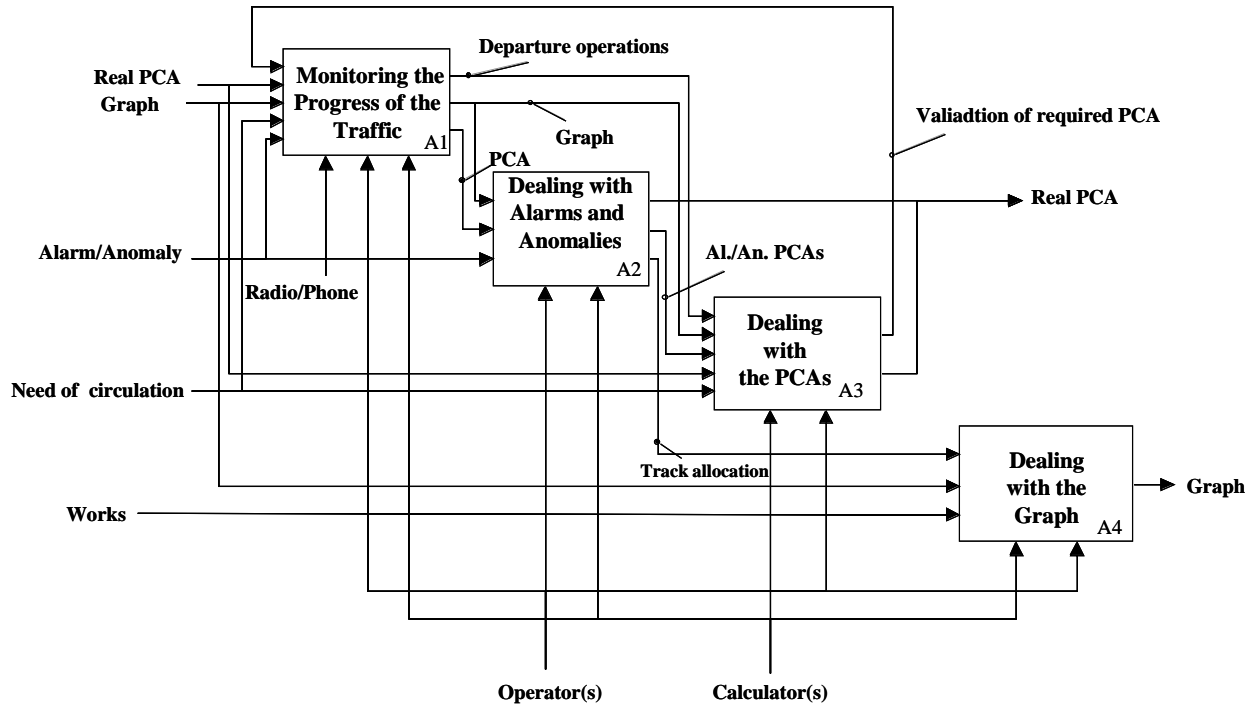 Departure operations
Real PCA
Graph
Monitoring the
Progress of the
Traffic
A1
Graph
Valiadtion of required PCA
PCA
Dealing with
Alarms and
Anomalies
A2
Real PCA
Alarm/Anomaly
Radio/Phone
Al./An. PCAs
Dealing
with
the PCAs
A3
Need of circulation
Track allocation
Dealing
with the
Graph
A4
Graph
Works
Operator(s)
Calculator(s)